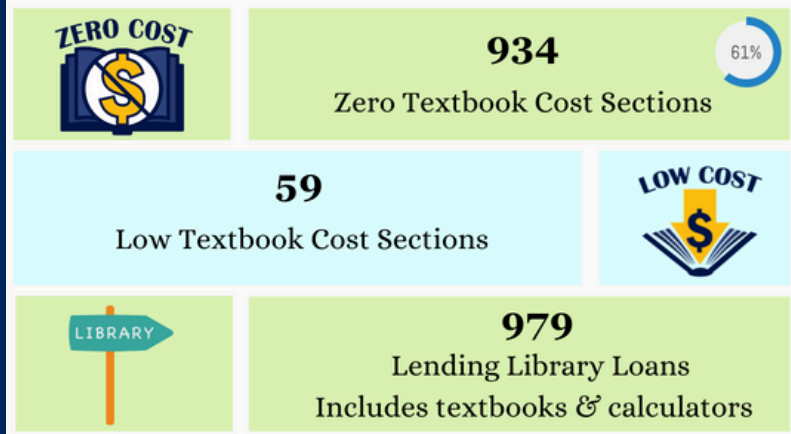 ZERO COST
$
934
61%
Zero Textbook Cost Sections
59
Low Textbook Cost Sections
LOW COST
$
LIBRARY
979
Lending Library Loans
Includes textbooks & calculators